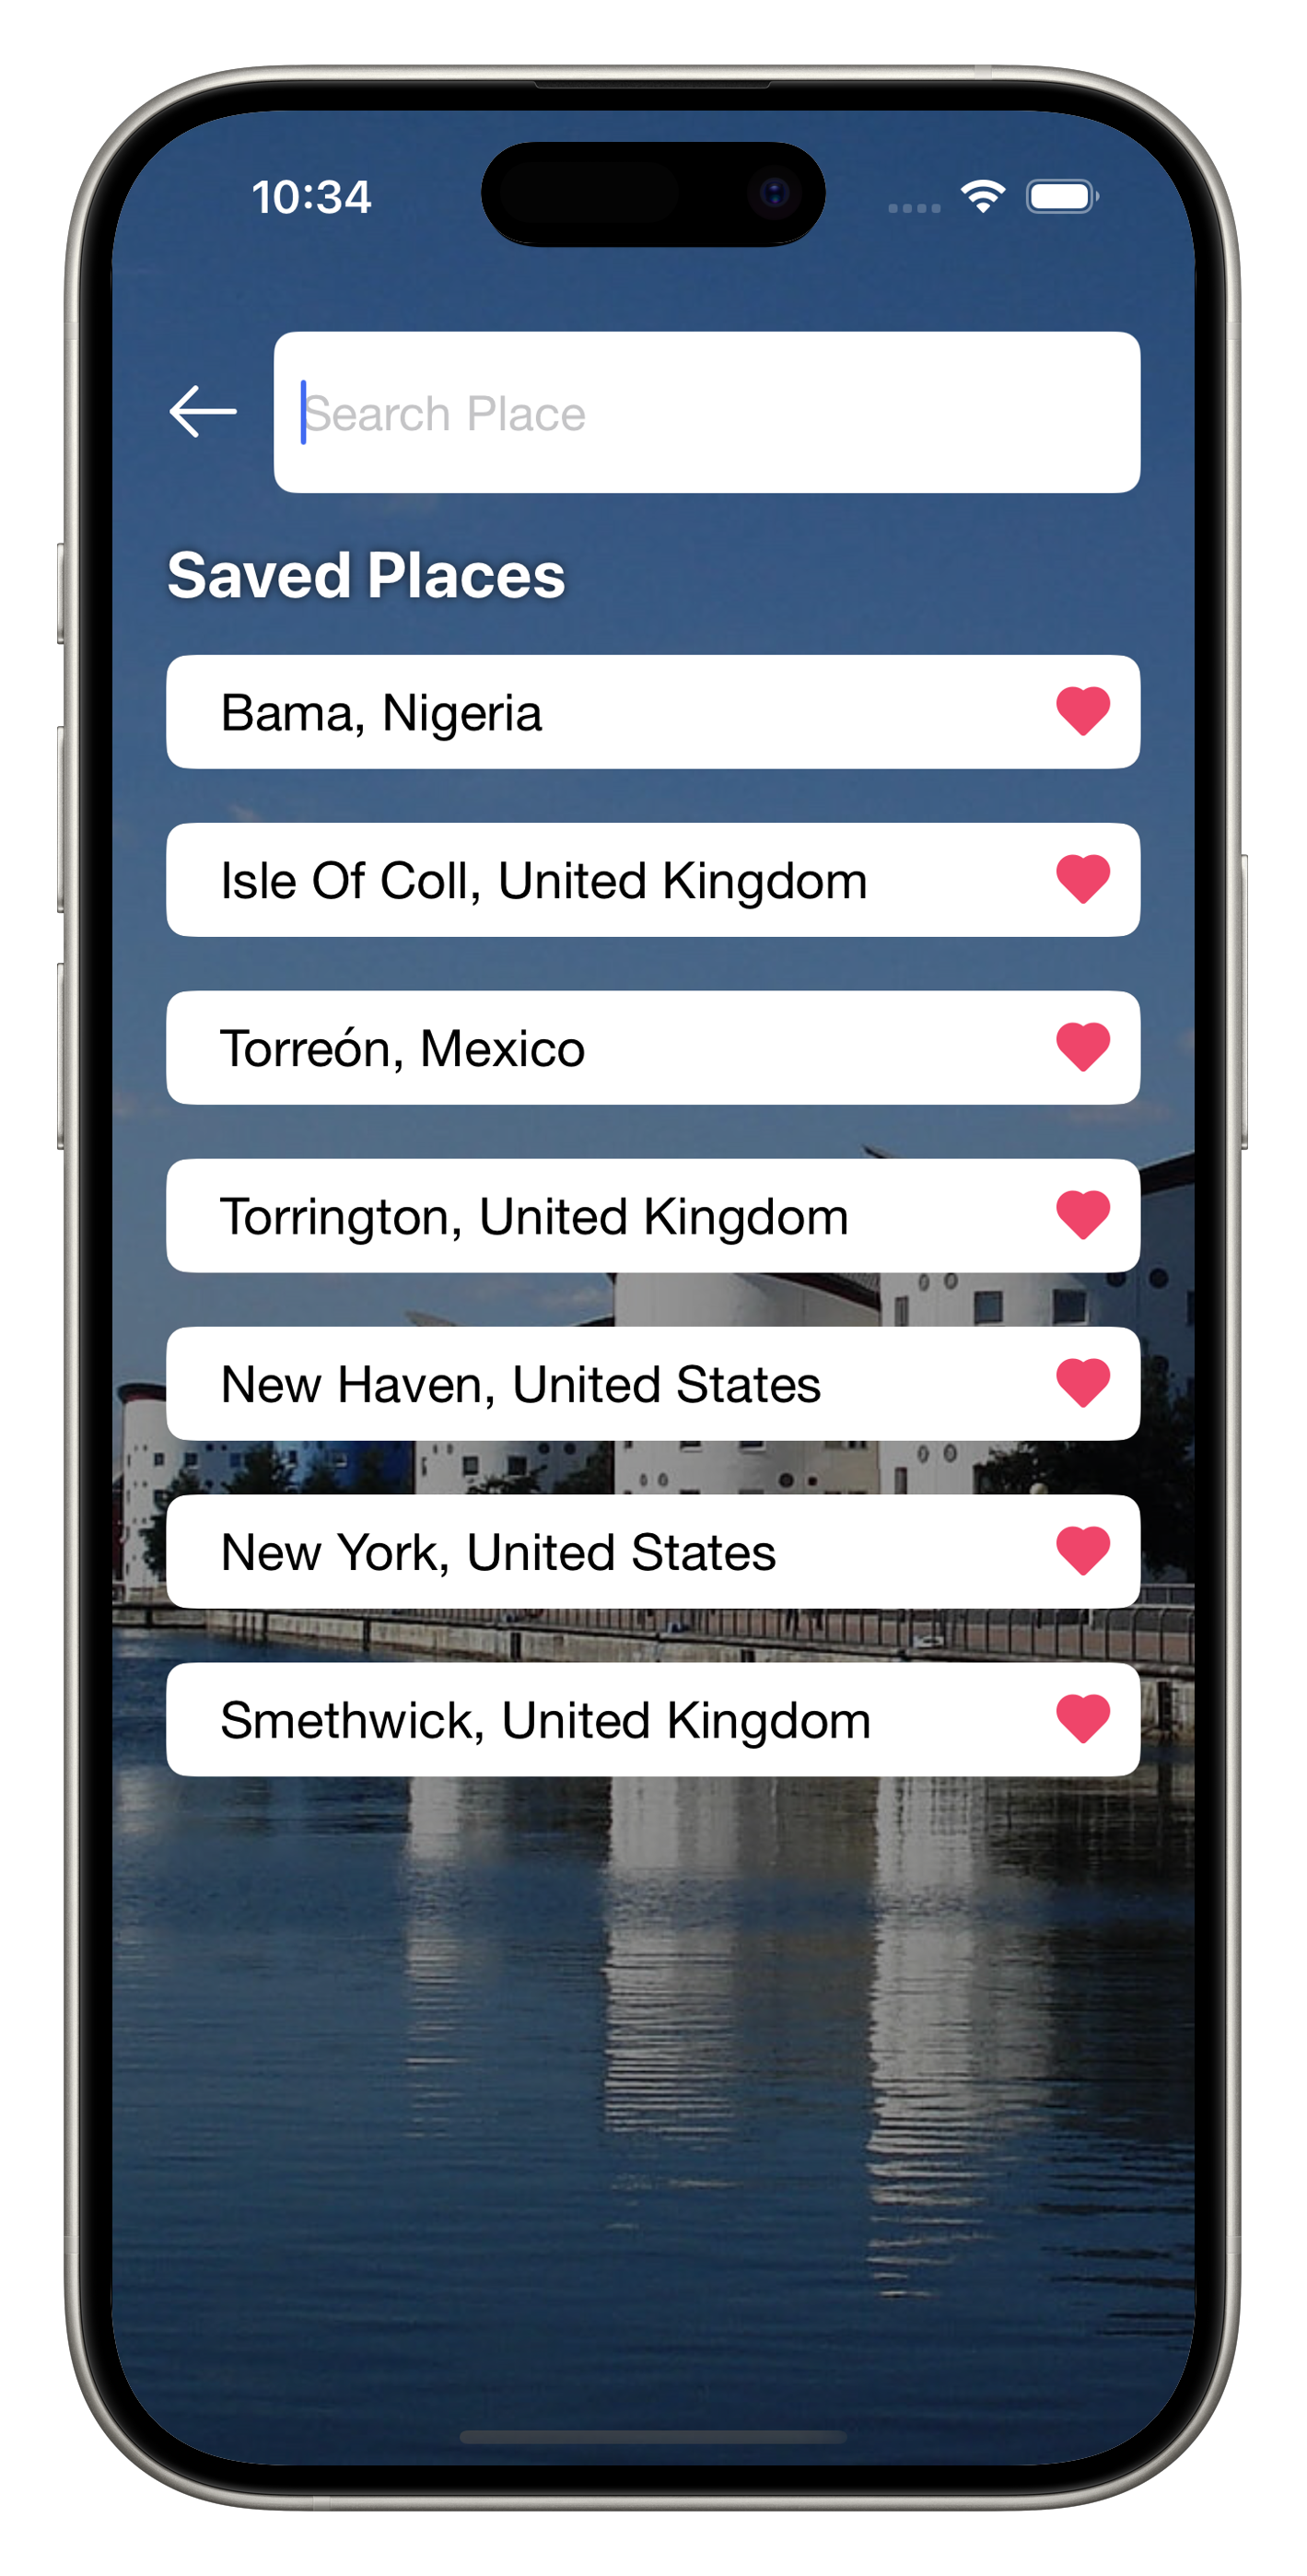 10:34
Search Place
Saved Places
Bama, Nigeria
Isle Of Coll, United Kingdom
Torreón, Mexico
Torrington, United Kingdom
New Haven, United States
New York, United States
Smethwick, United Kingdom